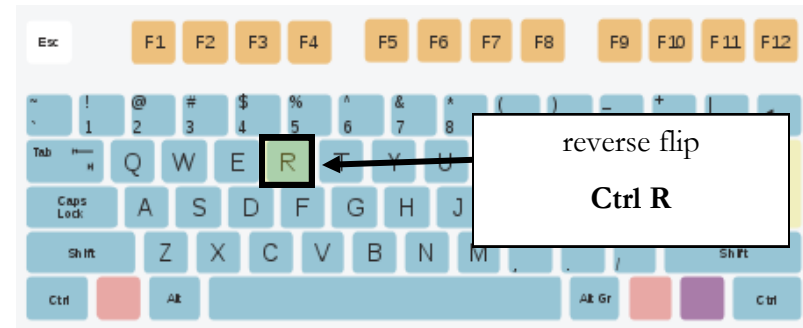 Esc F1 F2 F3 F4 F5 F6 F7 F8 F9 F10 F11 F12
~ ! @ # $ % ^ & * ( ) _ + |
` 1 2 3 4 5 6 7 8
Tab Q W E R T Y U
reverse flip
Ctrl R
Caps Lock A S D F G H J
Shift Z X C V B N M , . / Shift
Ctrl Alt Alt Gr Ctrl